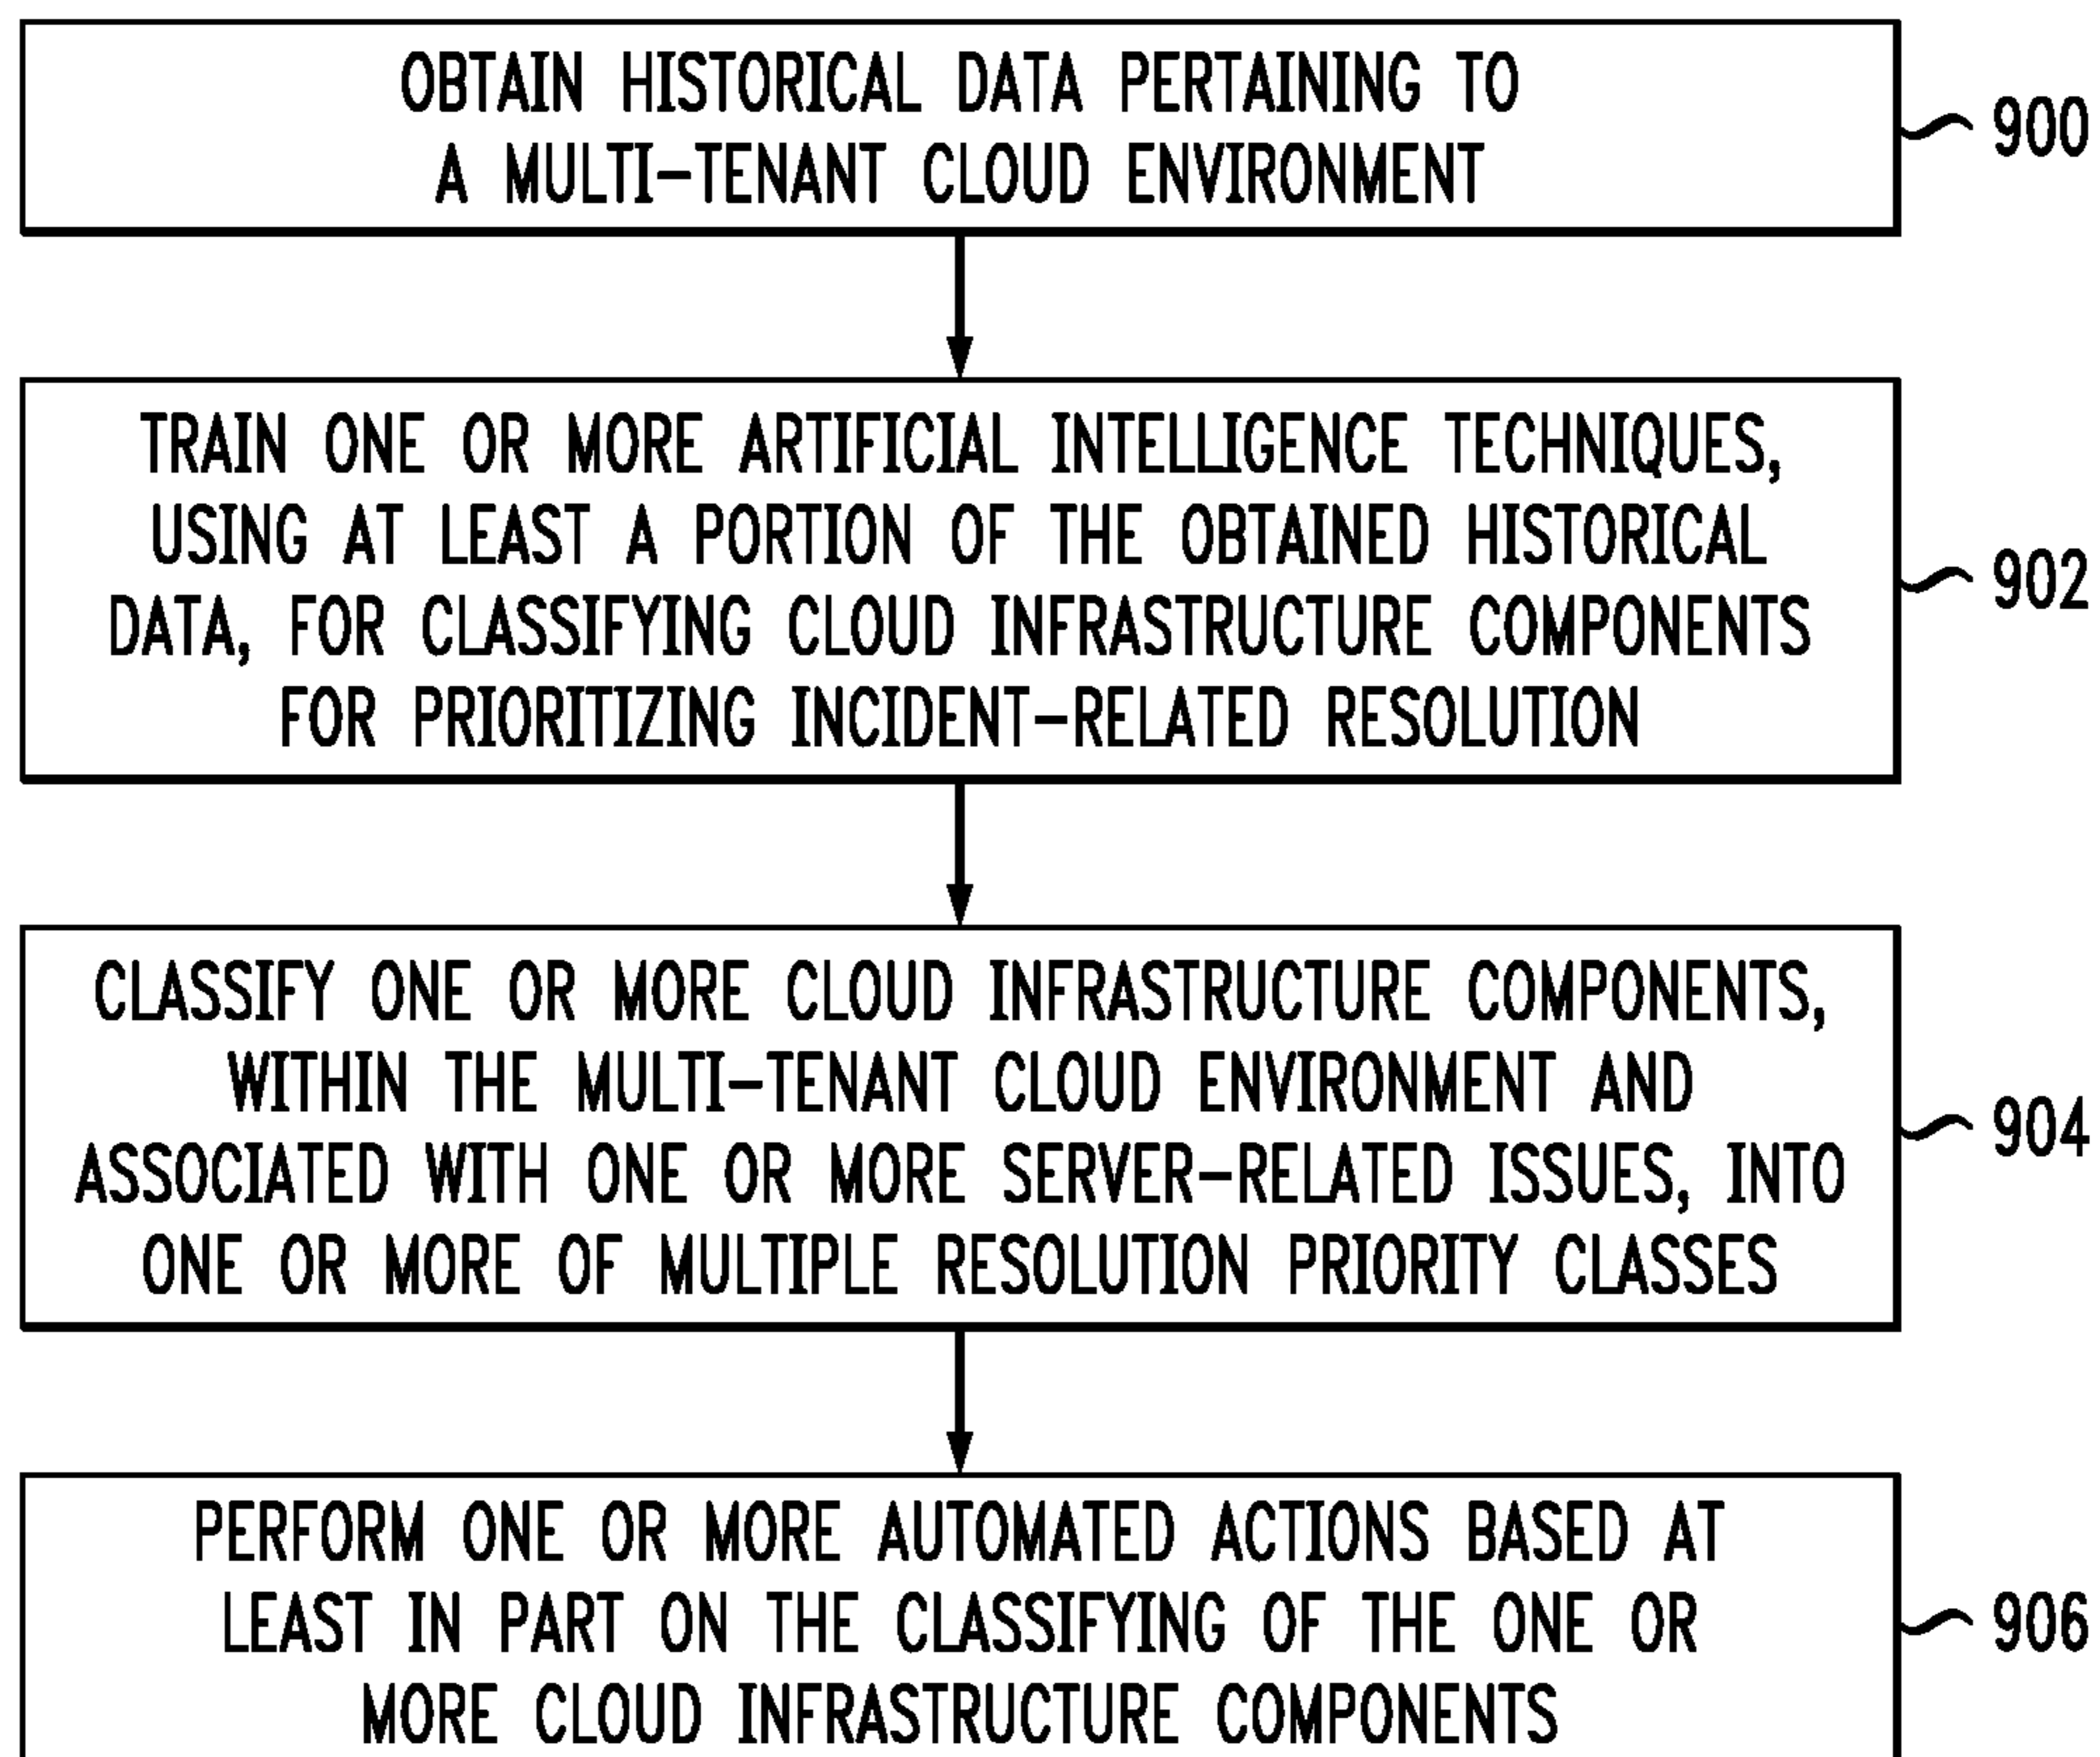 OBTAIN HISTORICAL DATA PERTAINING TO
A MULTI-TENANT CLOUD ENVIRONMENT
900
TRAIN ONE OR MORE ARTIFICIAL INTELLIGENCE TECHNIQUES,
USING AT LEAST A PORTION OF THE OBTAINED HISTORICAL
DATA, FOR CLASSIFYING CLOUD INFRASTRUCTURE COMPONENTS
FOR PRIORITIZING INCIDENT-RELATED RESOLUTION
902
CLASSIFY ONE OR MORE CLOUD INFRASTRUCTURE COMPONENTS,
WITHIN THE MULTI-TENANT CLOUD ENVIRONMENT AND
ASSOCIATED WITH ONE OR MORE SERVER-RELATED ISSUES, INTO
ONE OR MORE OF MULTIPLE RESOLUTION PRIORITY CLASSES
904
PERFORM ONE OR MORE AUTOMATED ACTIONS BASED AT
LEAST IN PART ON THE CLASSIFYING OF THE ONE OR
MORE CLOUD INFRASTRUCTURE COMPONENTS
906